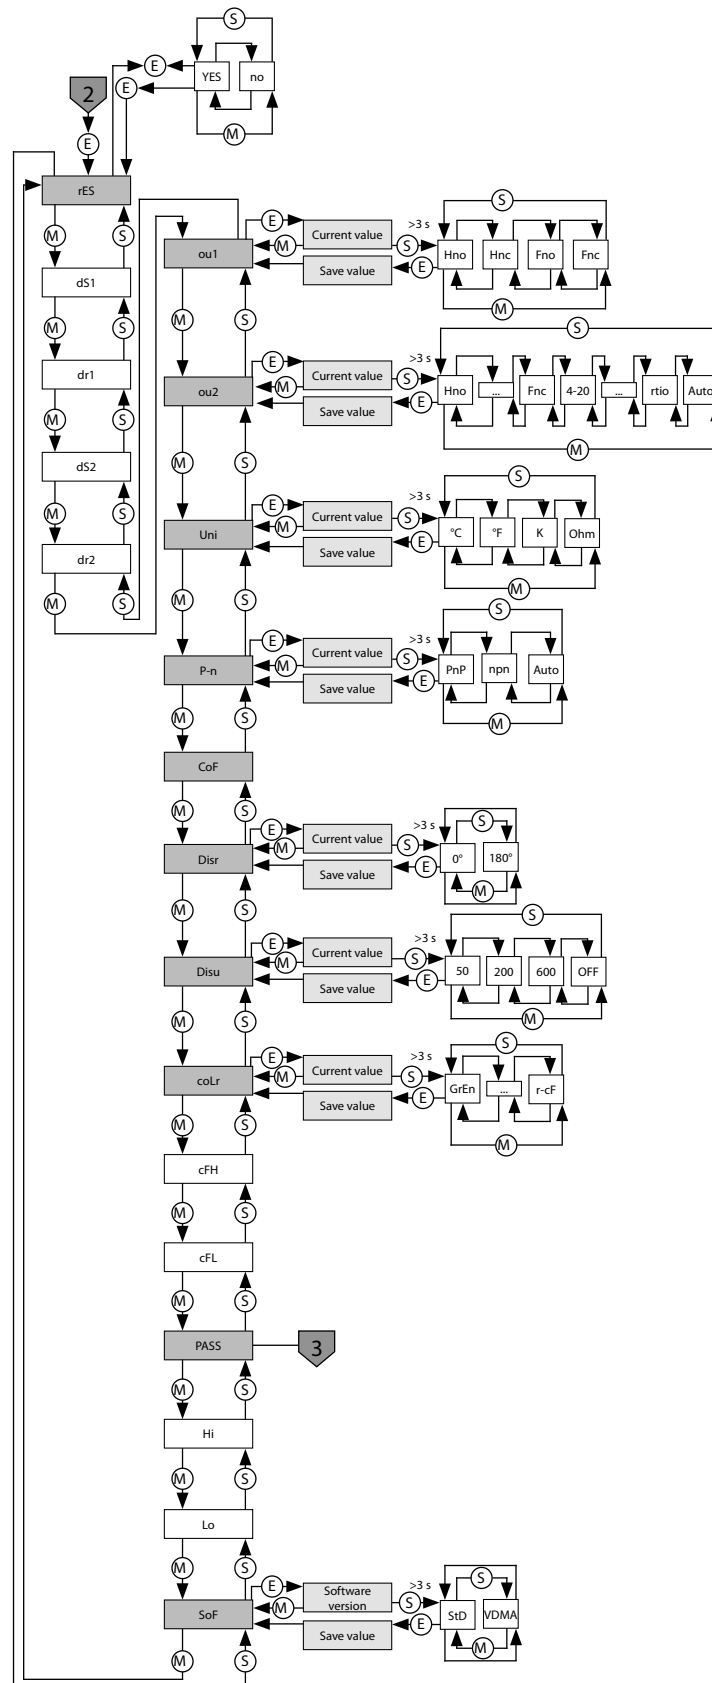 S
E
YES
no
2
E
M
E
rES
M
S
dS1
M
S
dr1
M
S
dS2
M
S
dr2
M
S
S
E
Current value
>3 s
ou1
M
S
Hno
Hnc
Fno
Fnc
Save value
E
M
M
S
S
E
Current value
>3 s
ou2
M
S
Hno
...
Fnc
4-20
...
rtio
Auto
Save value
E
M
M
S
S
E
Current value
>3 s
Uni
M
S
°C
°F
K
Ohm
Save value
E
M
M
S
S
E
Current value
>3 s
P-n
M
S
PnP
npn
Auto
Save value
E
M
M
S
CoF
M
S
E
Current value
>3 s
S
Disr
M
S
0°
180°
Save value
E
M
M
S
S
E
Current value
>3 s
Disu
M
S
50
200
600
OFF
Save value
E
M
M
S
S
E
Current value
>3 s
coLr
M
S
GrEn
...
r-cF
Save value
E
M
M
S
cFH
M
S
cFL
M
S
PASS
3
M
S
Hi
M
S
Lo
M
S
E
Software
version
>3 s
S
SoF
M
S
StD
VDMA
Save value
E
M
M
S